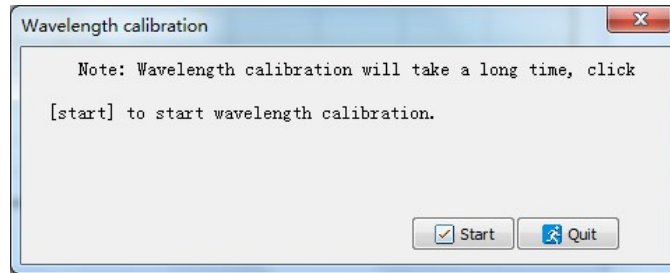 Wavelength calibration
Note: Wavelength calibration will take a long time, click
[start] to start wavelength calibration.
Start
Quit